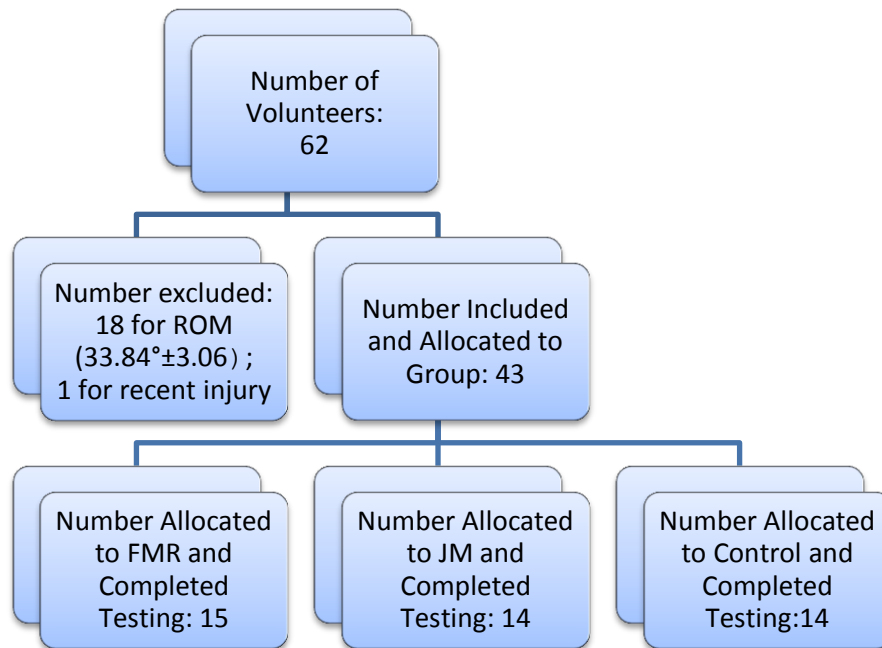 Number of
Volunteers:
62
Number excluded:
18 for ROM
(33.84°±3.06) ;
1 for recent injury
Number Included
and Allocated to
Group: 43
Number Allocated
to FMR and
Completed
Testing: 15
Number Allocated
to JM and
Completed
Testing: 14
Number Allocated
to Control and
Completed
Testing:14